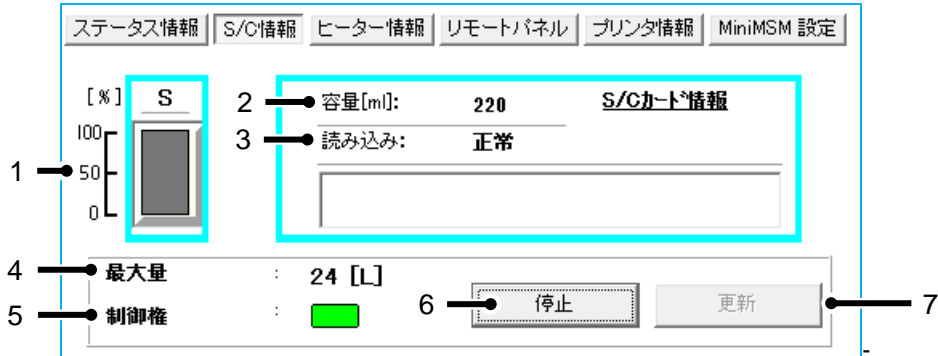 ステータス情報 S/C情報 ヒーター情報 リモートパネル プリンタ情報 MiniMSM 設定
[%] S 2 容量[ml]: 220 S/Cカード情報
100 3 読み込み: 正常
1 50
0
4 最大量 : 24 [L]
5 制御権 : 6 停止 更新 7
-